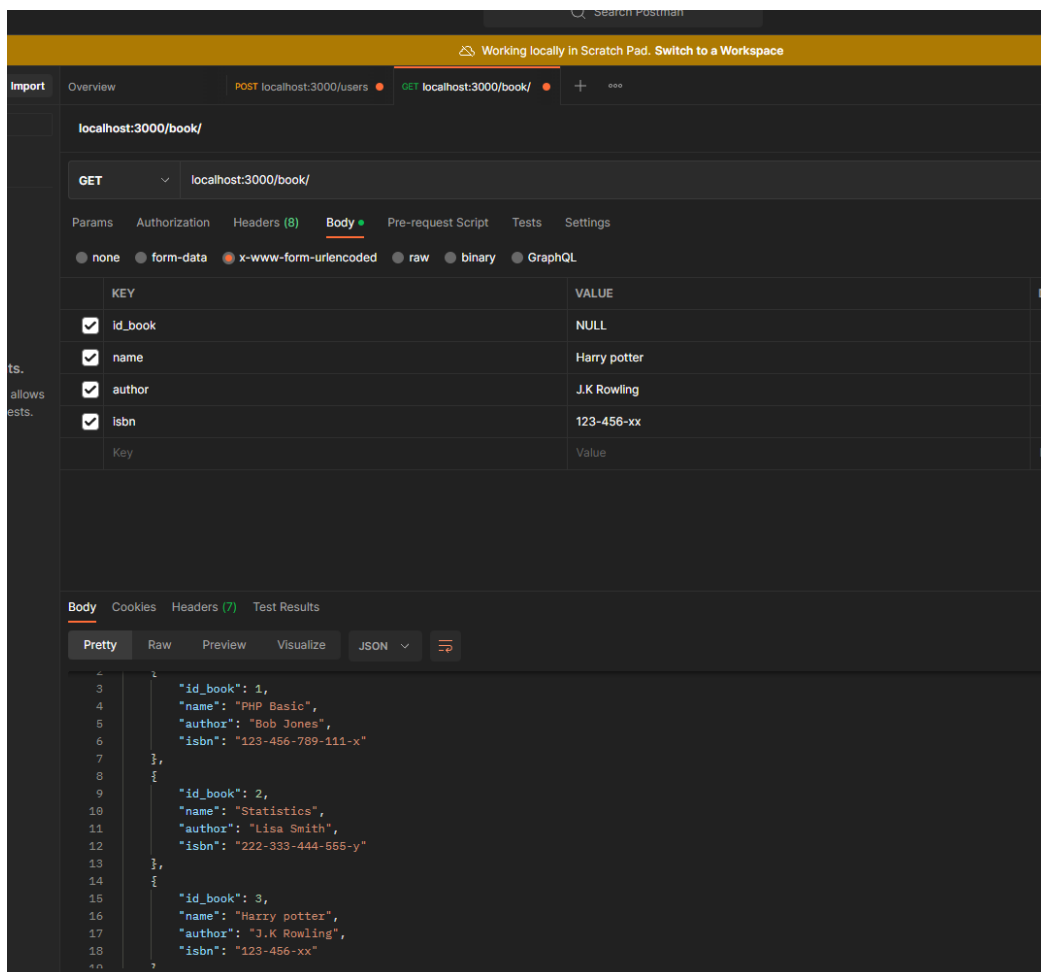 Search Postman
Working locally in Scratch Pad. Switch to a Workspace
Import Overview POST localhost:3000/users GET localhost:3000/book/ + ooo
localhost:3000/book/
GET localhost:3000/book/
Params Authorization Headers (8) Body Pre-request Script Tests Settings
none form-data x-www-form-urlencoded raw binary GraphQL
KEY VALUE
id_book NULL
name Harry potter
ts.
author J.K Rowling
allows
ests.
isbn 123-456-xx
Key Value
Body Cookies Headers (7) Test Results
Pretty Raw Preview Visualize JSON
2 {
3 "id_book": 1,
4 "name": "PHP Basic",
5 "author": "Bob Jones",
6 "isbn": "123-456-789-111-x"
7 },
8 {
9 "id_book": 2,
10 "name": "Statistics",
11 "author": "Lisa Smith",
12 "isbn": "222-333-444-555-y"
13 },
14 {
15 "id_book": 3,
16 "name": "Harry potter",
17 "author": "J.K Rowling",
18 "isbn": "123-456-xx"
19 }